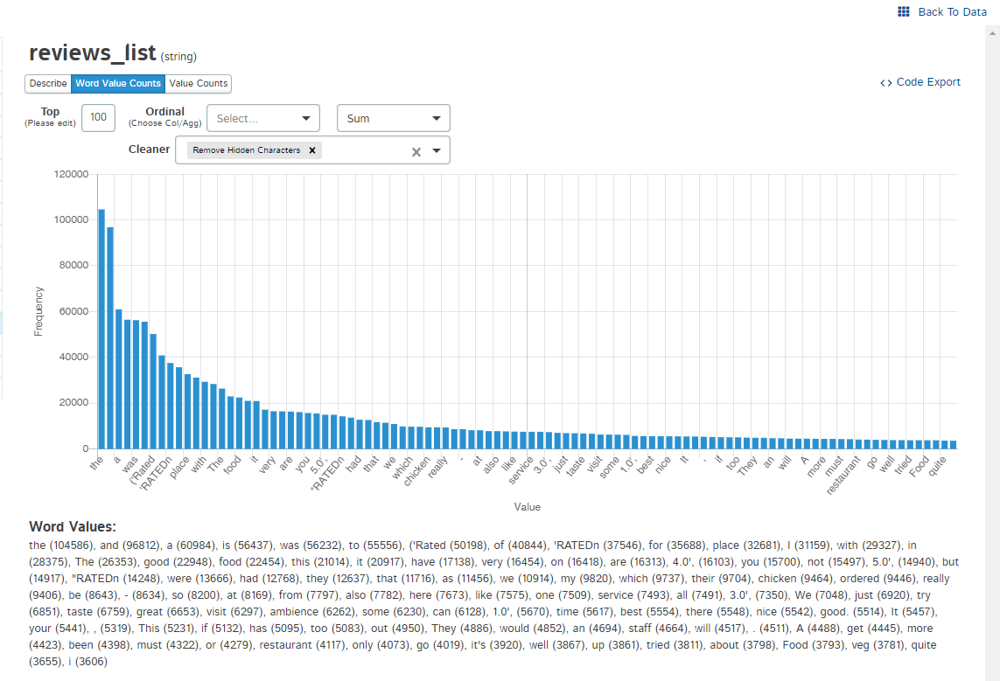 Back To Data
reviews_list (string)
Describe Word Value Counts Value Counts
<> Code Export
Top (Please edit) 100 Ordinal (Choose Col/Agg) Select... Sum
Cleaner Remove Hidden Characters × ×
120000
100000
80000
60000
40000
20000
0
Frequency
the a was ('Rated 'RATEDn place with The food it very are you 5.0', "RATEDn had that we which chicken really - at also like service 3.0', just taste visit some 1.0', best nice It , if too They an will A more must restaurant go well tried Food quite
Value
Word Values:
the (104586), and (96812), a (60984), is (56437), was (56232), to (55556), ('Rated (50198), of (40844), 'RATEDn (37546), for (35688), place (32681), I (31159), with (29327), in
(28375), The (26353), good (22948), food (22454), this (21014), it (20917), have (17138), very (16454), on (16418), are (16313), 4.0', (16103), you (15700), not (15497), 5.0', (14940), but
(14917), "RATEDn (14248), were (13666), had (12768), they (12637), that (11716), as (11456), we (10914), my (9820), which (9737), their (9704), chicken (9464), ordered (9446), really
(9406), be (8643), - (8634), so (8200), at (8169), from (7797), also (7782), here (7673), like (7575), one (7509), service (7493), all (7491), 3.0', (7350), We (7048), just (6920), try
(6851), taste (6759), great (6653), visit (6297), ambience (6262), some (6230), can (6128), 1.0', (5670), time (5617), best (5554), there (5548), nice (5542), good. (5514), It (5457),
your (5441), , (5319), This (5231), if (5132), has (5095), too (5083), out (4950), They (4886), would (4852), an (4694), staff (4664), will (4517), . (4511), A (4488), get (4445), more
(4423), been (4398), must (4322), or (4279), restaurant (4117), only (4073), go (4019), it's (3920), well (3867), up (3861), tried (3811), about (3798), Food (3793), veg (3781), quite
(3655), i (3606)